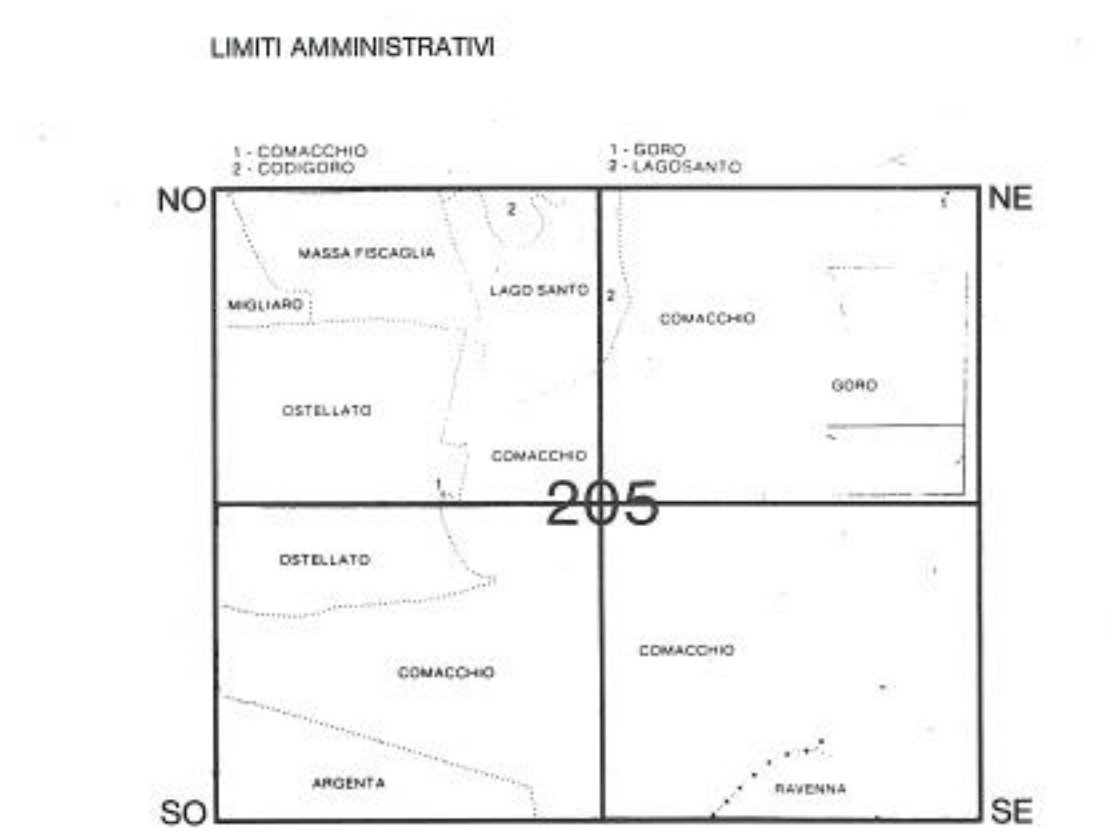 LIMITI AMMINISTRATIVI
1 - COMACCHIO
2 - CODIGORO
1 - GORO
2 - LAGOSANTO
NO
NE
2
MASSA FISCAGLIA
LAGO SANTO
MIGLIARO
2
COMACCHIO
GORO
OSTELLATO
COMACCHIO
1
205
OSTELLATO
COMACCHIO
COMACCHIO
ARGENTA
RAVENNA
SO
SE